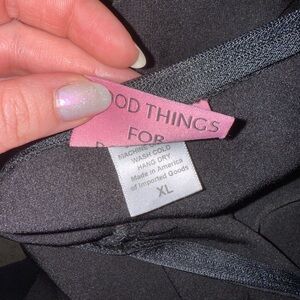 OOD THINGS
FOR
MACHINE
WASH COLD
HANG DRY
Made in America
of Imported Goods
XL